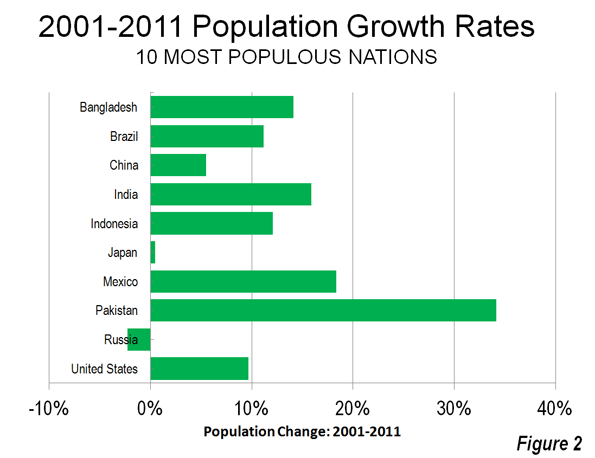 2001-2011 Population Growth Rates
10 MOST POPULOUS NATIONS
Bangladesh
Brazil
China
India
Indonesia
Japan
Mexico
Pakistan
Russia
United States
-10% 0% 10% 20% 30% 40%
Population Change: 2001-2011
Figure 2